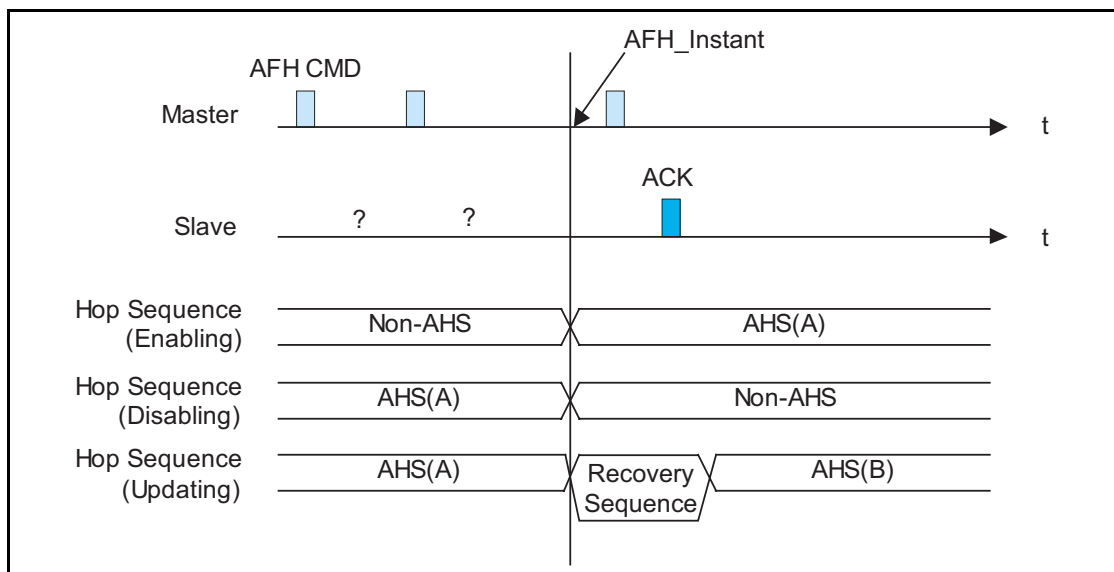 AFH_Instant
AFH CMD
Master
t
ACK
? ?
Slave
t
Hop Sequence
(Enabling)
Non-AHS
AHS(A)
Hop Sequence
(Disabling)
AHS(A)
Non-AHS
Hop Sequence
(Updating)
AHS(A)
Recovery
Sequence
AHS(B)